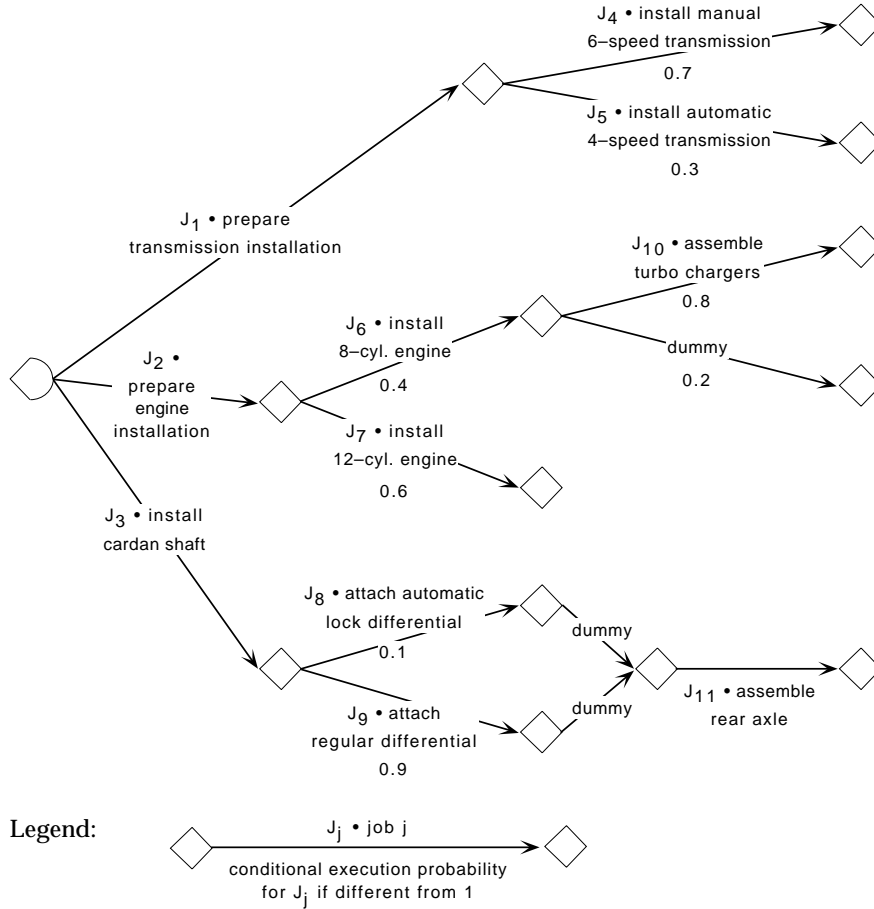 J4 • install manual
6–speed transmission
0.7
J5 • install automatic
4–speed transmission
0.3
J1 • prepare
transmission installation
J10 • assemble
turbo chargers
0.8
J6 • install
8–cyl. engine
0.4
dummy
0.2
J2 •
prepare
engine
installation
J7 • install
12–cyl. engine
0.6
J3 • install
cardan shaft
J8 • attach automatic
lock differential
0.1
dummy
J11 • assemble
rear axle
dummy
J9 • attach
regular differential
0.9
Legend:
Jj • job j
conditional execution probability
for Jj if different from 1